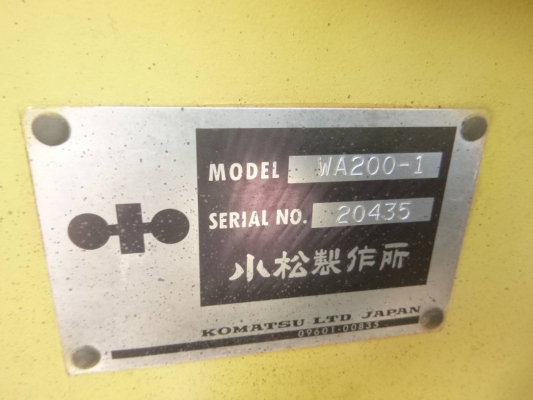 MODEL WA200-1
SERIAL NO. 20435
小松製作所
KOMATSU LTD. JAPAN
09601-00835